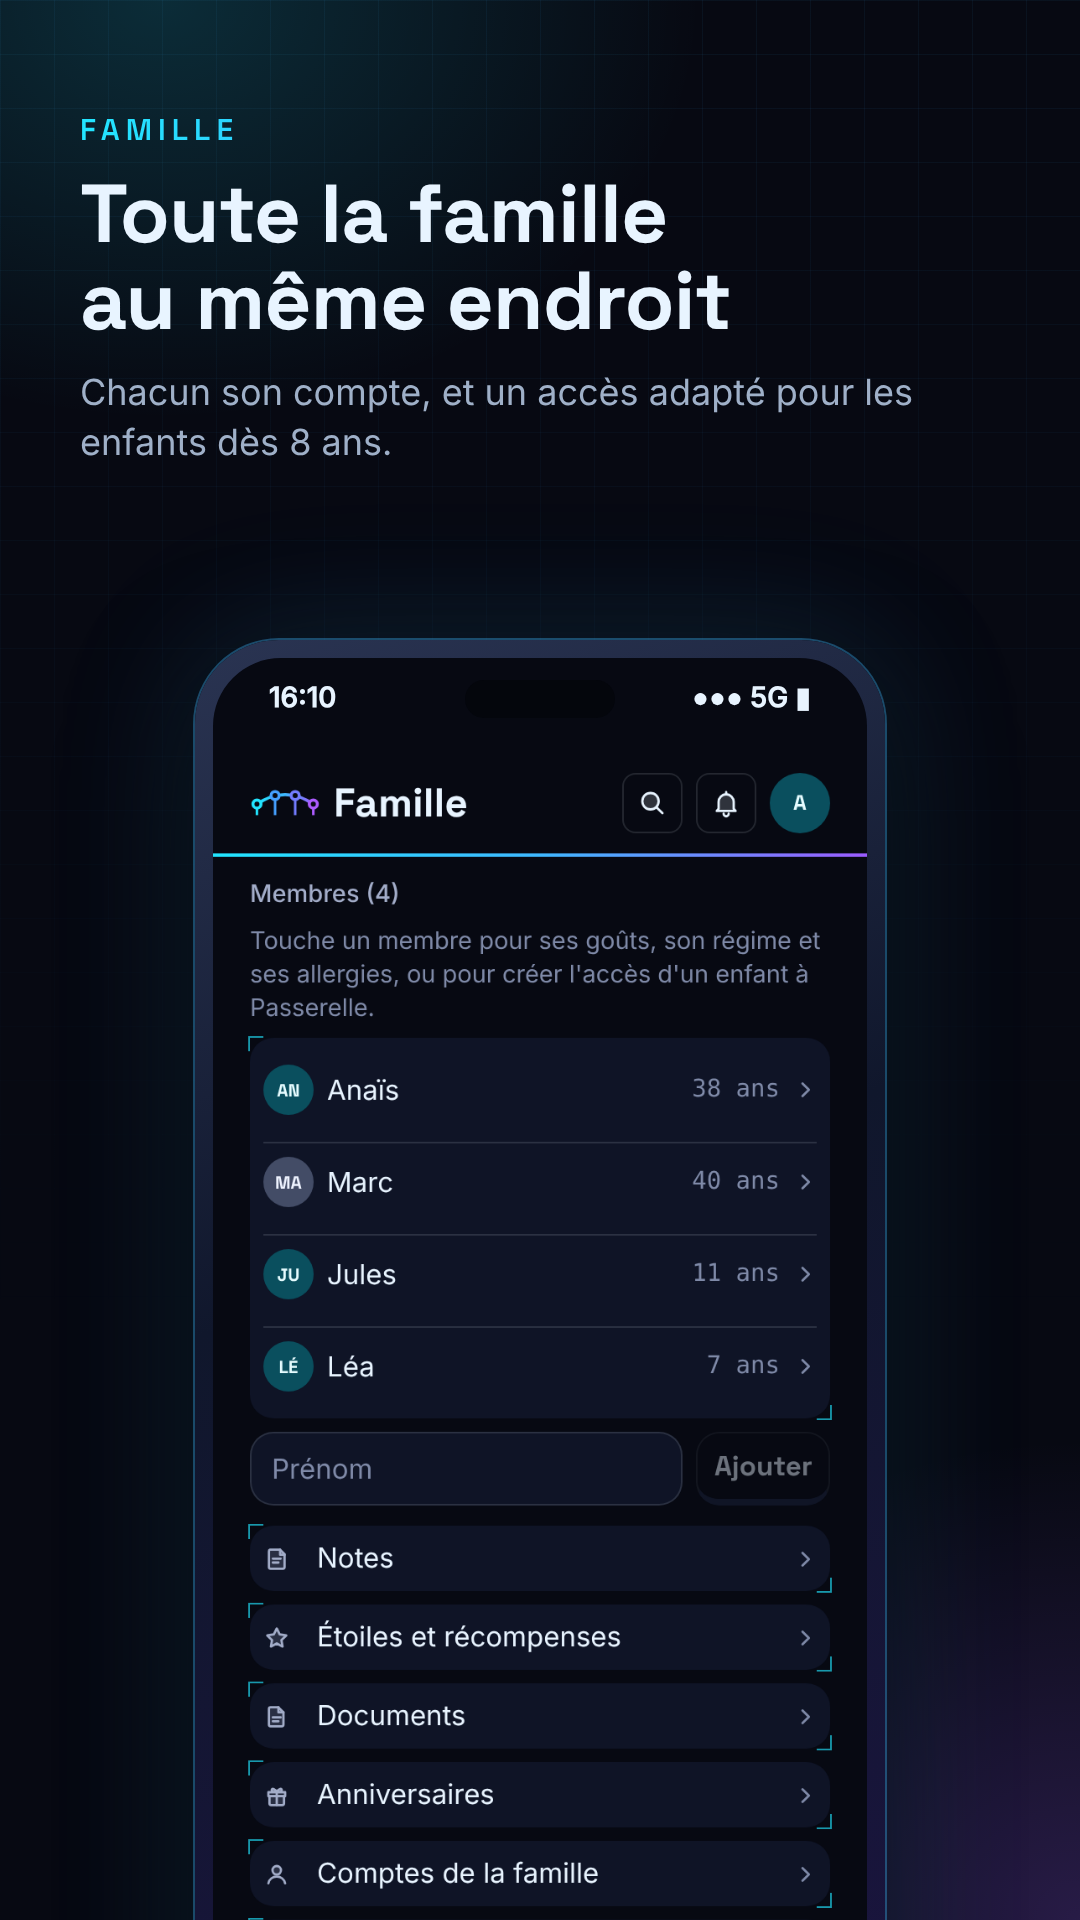 FAMILLE
Toute la famille
au même endroit
Chacun son compte, et un accès adapté pour les
enfants dès 8 ans.
16:10
5G
Famille
A
Membres (4)
Touche un membre pour ses goûts, son régime et
ses allergies, ou pour créer l'accès d'un enfant à
Passerelle.
AN Anaïs 38 ans
MA Marc 40 ans
JU Jules 11 ans
LÉ Léa 7 ans
Prénom Ajouter
Notes
Étoiles et récompenses
Documents
Anniversaires
Comptes de la famille